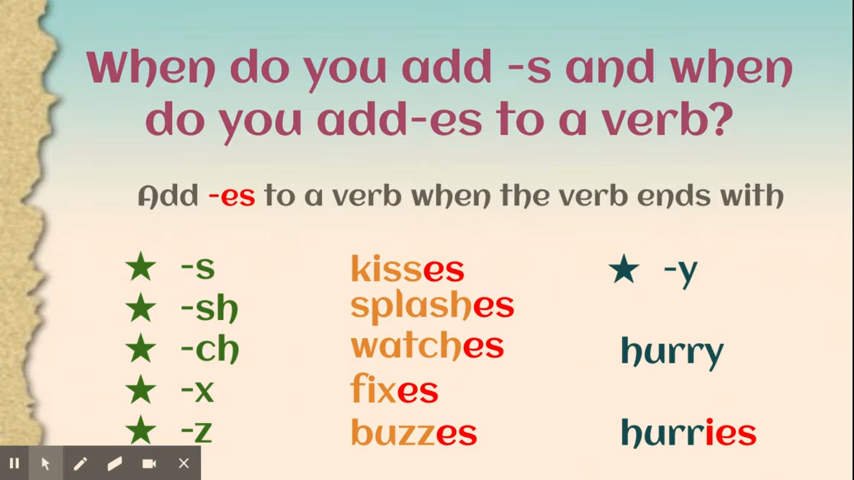 When do you add -s and when
do you add-es to a verb?
Add -es to a verb when the verb ends with
★ -s
★ -sh
★ -ch
★ -x
★ -z
kisses
splashes
watches
fixes
buzzes
★ -y
hurry
hurries